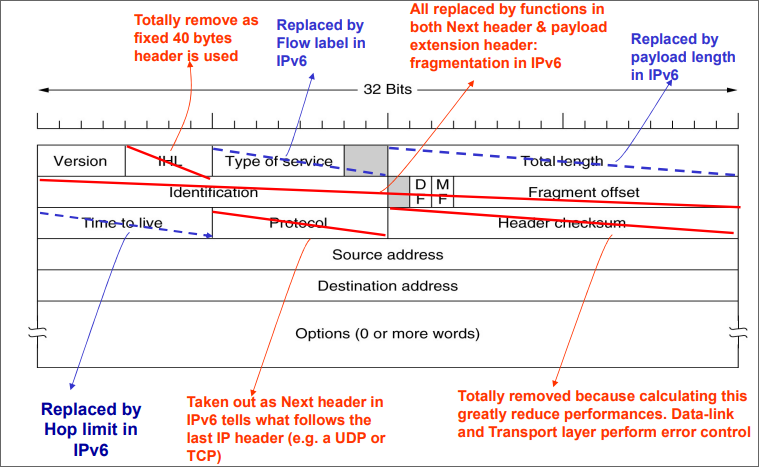 Totally remove as
fixed 40 bytes
header is used
Replaced by
Flow label in
IPv6
All replaced by functions in
both Next header & payload
extension header:
fragmentation in IPv6
Replaced by
payload length
in IPv6
32 Bits
Version
IHL
Type of service
Total length
Identification
D
F
M
F
Fragment offset
Time to live
Protocol
Header checksum
Source address
Destination address
Options (0 or more words)
Replaced by
Hop limit in
IPv6
Taken out as Next header in
IPv6 tells what follows the
last IP header (e.g. a UDP or
TCP)
Totally removed because calculating this
greatly reduce performances. Data-link
and Transport layer perform error control